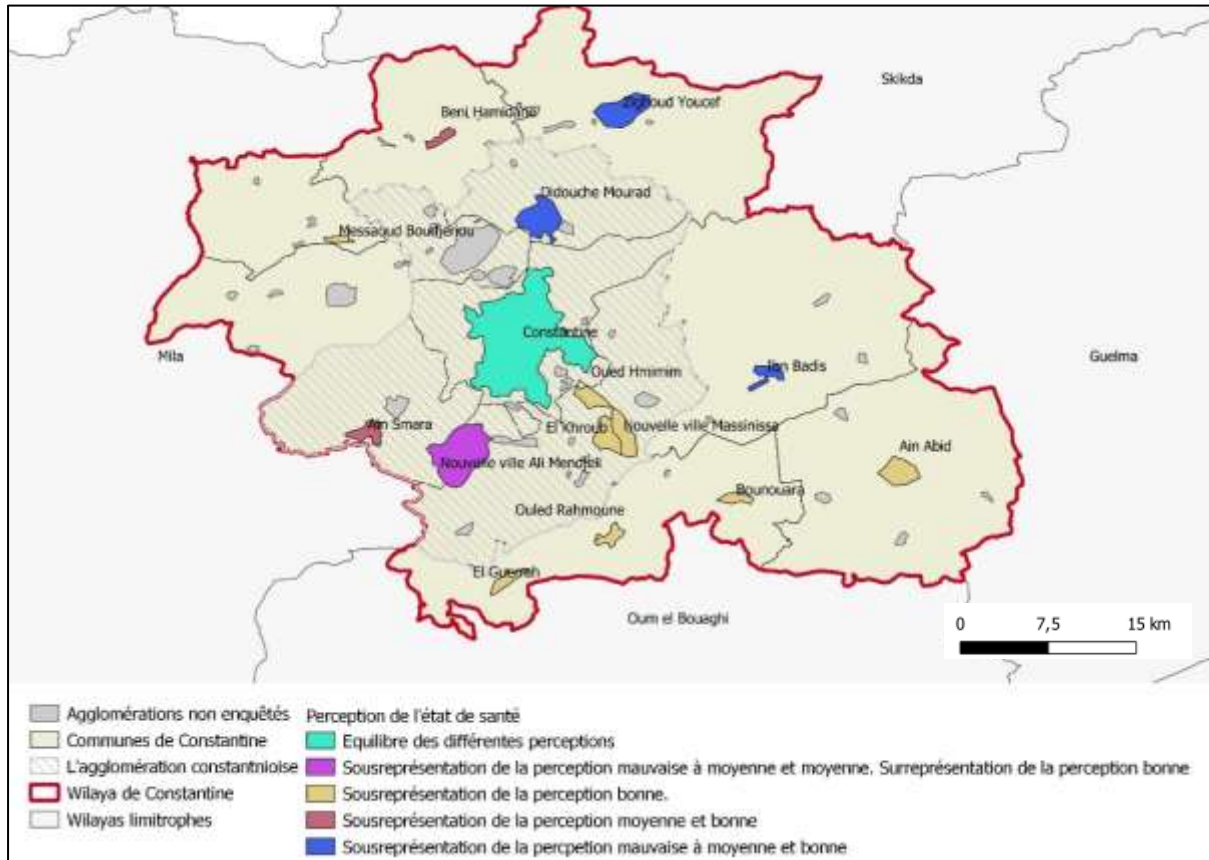 Skikda
Zighoud Youcef
Beni Hamidane
Didouche Mourad
Messaoud Boudjeriou
Constantine
Mila
Guelma
Ouled Hmimim
Ibn Badis
Ain Smara
El Khroub
Nouvelle ville Massinissa
Ain Abid
Nouvelle ville Ali Mendjeli
Bounouara
Ouled Rahmoune
El Guerrah
Oum el Bouaghi
0 7,5 15 km
Agglomérations non enquêtés
Communes de Constantine
L'agglomération constantnioise
Wilaya de Constantine
Wilayas limitrophes
Perception de l'état de santé
Equilibre des différentes perceptions
Sousreprésentation de la perception mauvaise à moyenne et moyenne. Surreprésentation de la perception bonne
Sousreprésentation de la perception bonne.
Sousreprésentation de la perception moyenne et bonne
Sousreprésentation de la percpetion mauvaise à moyenne et bonne